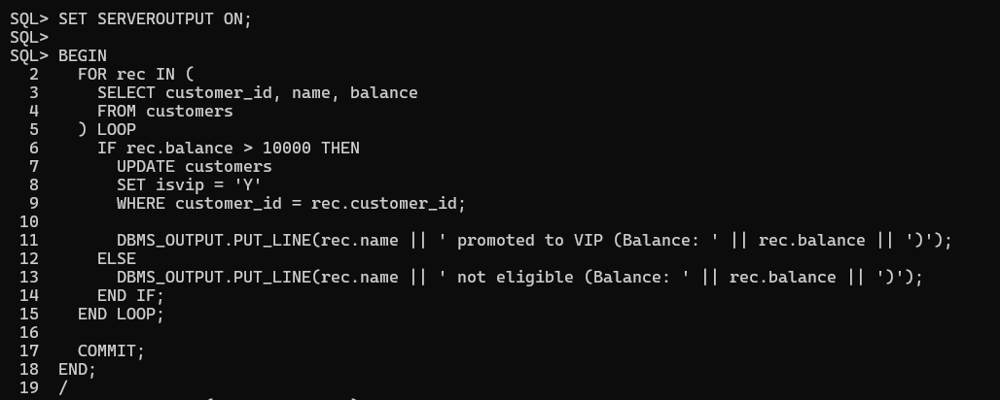 SQL> SET SERVEROUTPUT ON;
SQL>
SQL> BEGIN
  2    FOR rec IN (
  3      SELECT customer_id, name, balance
  4      FROM customers
  5    ) LOOP
  6      IF rec.balance > 10000 THEN
  7        UPDATE customers
  8        SET isvip = 'Y'
  9        WHERE customer_id = rec.customer_id;
 10
 11        DBMS_OUTPUT.PUT_LINE(rec.name || ' promoted to VIP (Balance: ' || rec.balance || ')');
 12      ELSE
 13        DBMS_OUTPUT.PUT_LINE(rec.name || ' not eligible (Balance: ' || rec.balance || ')');
 14      END IF;
 15    END LOOP;
 16
 17    COMMIT;
 18  END;
 19  /